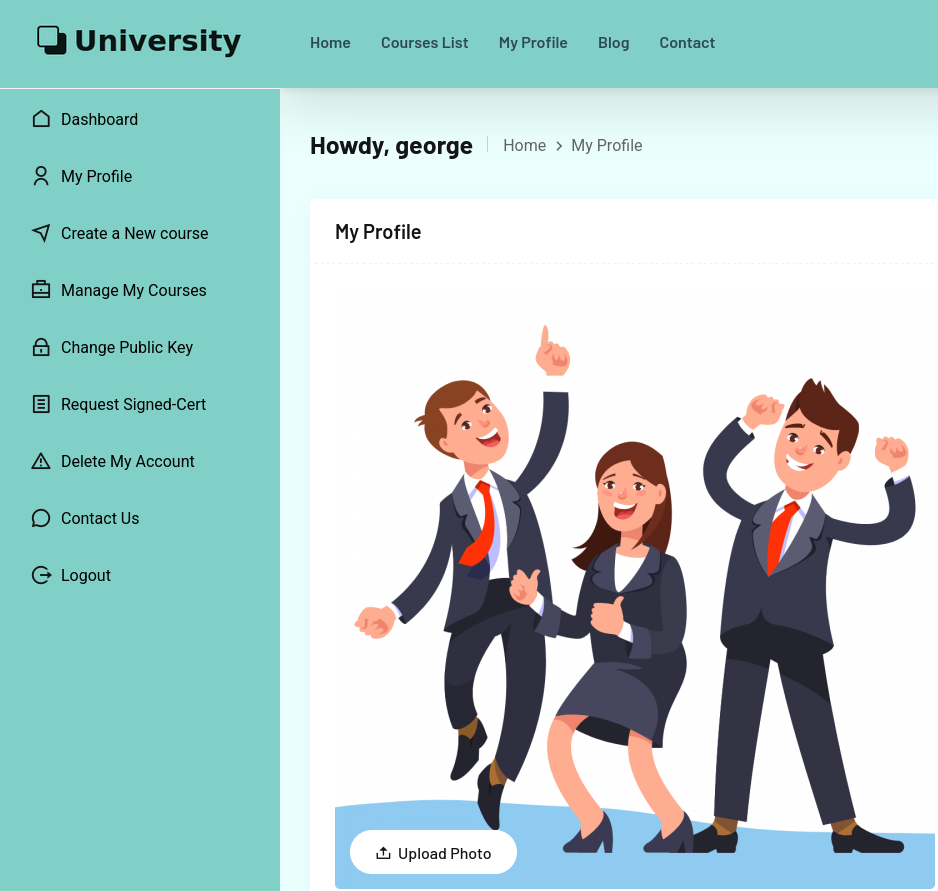 University
Home Courses List My Profile Blog Contact
Dashboard
My Profile
Create a New course
Manage My Courses
Change Public Key
Request Signed-Cert
Delete My Account
Contact Us
Logout
Howdy, george
Home > My Profile
My Profile
Upload Photo